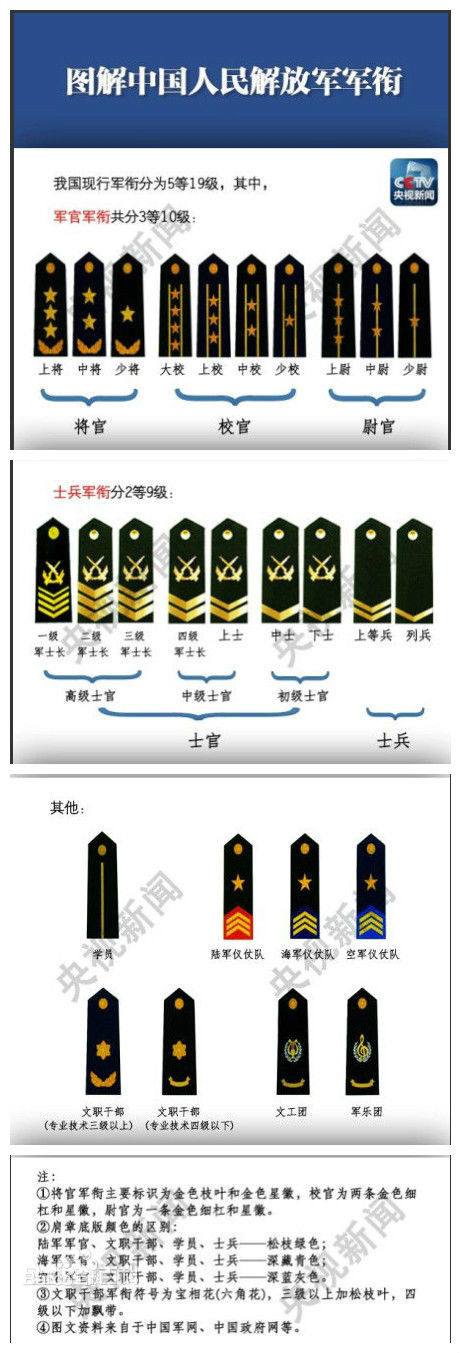 图解中国人民解放军军衔
CCTV
央视新闻
我国现行军衔分为5等19级，其中，
军官军衔共分3等10级：
上将 中将 少将 大校 上校 中校 少校 上尉 中尉 少尉
将官 校官 尉官
士兵军衔分2等9级：
一级 二级 三级 四级 上士 中士 下士 上等兵 列兵
军士长 军士长 军士长 军士长
高级士官 中级士官 初级士官
士官 士兵
其他：
学员 陆军仪仗队 海军仪仗队 空军仪仗队
文职干部 文职干部 文工团 军乐团
(专业技术三级以上) (专业技术四级以下)
注：
①将官军衔主要标识为金色枝叶和金色星徽，校官为两条金色细
杠和星徽，尉官为一条金色细杠和星徽。
②肩章底版颜色的区别：
陆军军官、文职干部、学员、士兵——松枝绿色；
海军军官、文职干部、学员、士兵——深藏青色；
文职干部、学员、士兵——深蓝灰色。
③文职干部军衔符号为宝相花(六角花)，三级以上加松枝叶，四
级以下加飘带。
④图文资料来自于中国军网、中国政府网等。
央视新闻